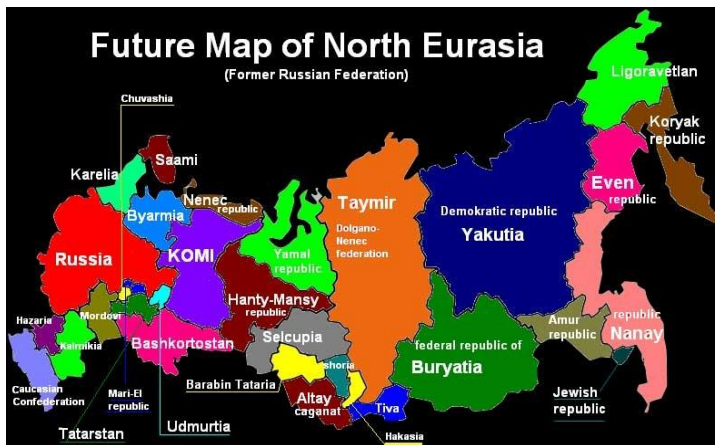 Future Map of North Eurasia
(Former Russian Federation)
Chuvashia
Ligoravetlan
Koryak
republic
Saami
Karelia
Nenec
republic
Byarmia
Taymir
Dolgano-
Nenec
federation
Even
republic
Demokratic republic
Yakutia
KOMI
Russia
Yamal
republic
Hanty-Mansy
republic
Mordovi
Hazaria
Kalmikia
Selcupia
Bashkortostan
shoria
federal republic of
Buryatia
Amur
republic
republic
Nanay
Caucasian
Confederation
Mari-El
republic
Barabin Tataria
Altay
caganat
Tiva
Jewish
republic
Tatarstan
Udmurtia
Hakasia